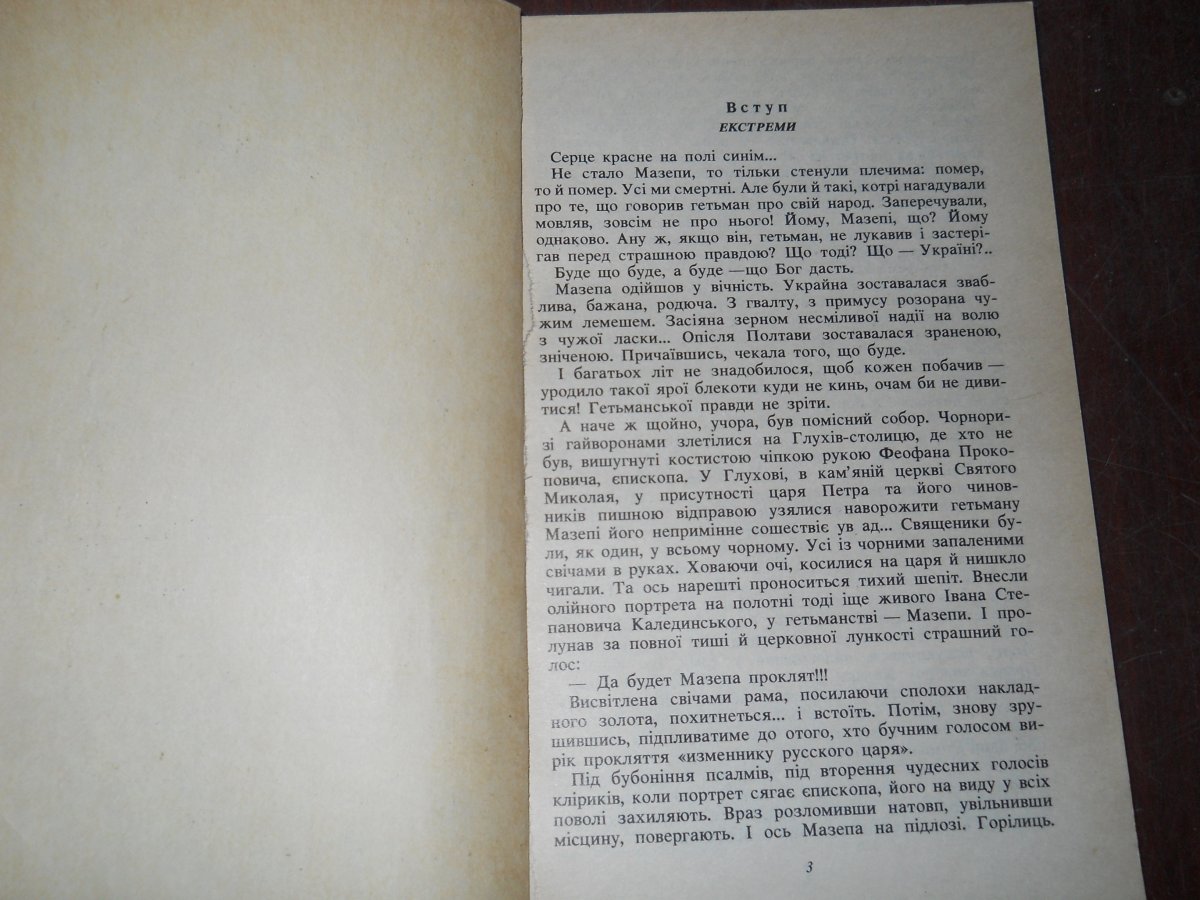 Вступ
ЕКСТРЕМИ
Серце красне на полі синім...
Не стало Мазепи, то тільки стенули плечима: помер,
то й помер. Усі ми смертні. Але були й такі, котрі нагадували
про те, що говорив гетьман про свій народ. Заперечували,
мовляв, зовсім не про нього! Йому, Мазепі, що? Йому
однаково. Ану ж, якщо він, гетьман, не лукавив і застері-
гав перед страшною правдою? Що тоді? Що — Україні?..
Буде що буде, а буде —що Бог дасть.
Мазепа одійшов у вічність. Украйна зоставалася зваб-
лива, бажана, родюча. З гвалту, з примусу розорана чу-
жим лемешем. Засіяна зерном несміливої надії на волю
з чужої ласки... Опісля Полтави зоставалася зраненою,
зніченою. Причаївшись, чекала того, що буде.
І багатьох літ не знадобилося, щоб кожен побачив —
уродило такої ярої блекоти куди не кинь, очам би не диви-
тися! Гетьманської правди не зріти.
А наче ж щойно, учора, був помісний собор. Чорнори-
зі гайворонами злетілися на Глухів-столицю, де хто не
був, вишугнуті костистою чіпкою рукою Феофана Проко-
повича, єпископа. У Глухові, в кам’яній церкві Святого
Миколая, у присутності царя Петра та його чинов-
ників пишною відправою узялися наворожити гетьману
Мазепі його непримінне сошествіє ув ад... Священики бу-
ли, як один, у всьому чорному. Усі із чорними запаленими
свічами в руках. Ховаючи очі, косилися на царя й нишкло
чигали. Та ось нарешті проноситься тихий шепіт. Внесли
олійного портрета на полотні тоді іще живого Івана Сте-
пановича Калединського, у гетьманстві — Мазепи. І про-
лунав за повної тиші й церковної лункості страшний го-
лос:
— Да будет Мазепа проклят!!!
Висвітлена свічами рама, посилаючи сполохи наклад-
ного золота, похитнеться... і встоїть. Потім, знову зру-
шившись, підпливатиме до отого, хто бучним голосом ви-
рік прокляття «изменнику русского царя».
Під бубоніння псалмів, під вторення чудесних голосів
кліриків, коли портрет сягає єпископа, його на виду у всіх
поволі захиляють. Враз розломивши натовп, увільнивши
місцину, повергають. І ось Мазепа на підлозі. Горілиць.
3